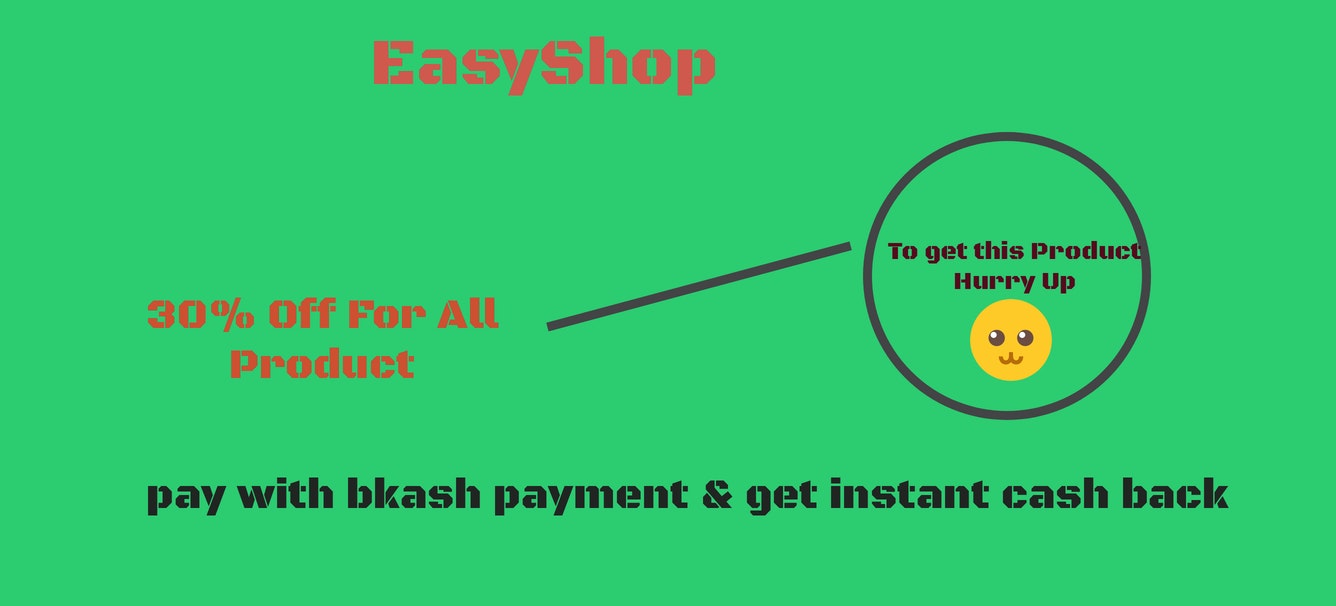 EasyShop
To get this Product
Hurry Up
30% Off For All
Product
pay with bkash payment & get instant cash back